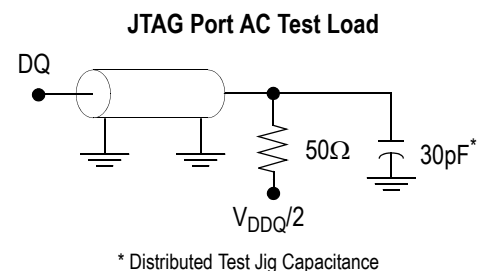 JTAG Port AC Test Load
DQ
50Ω
30pF*
VDDQ/2
* Distributed Test Jig Capacitance